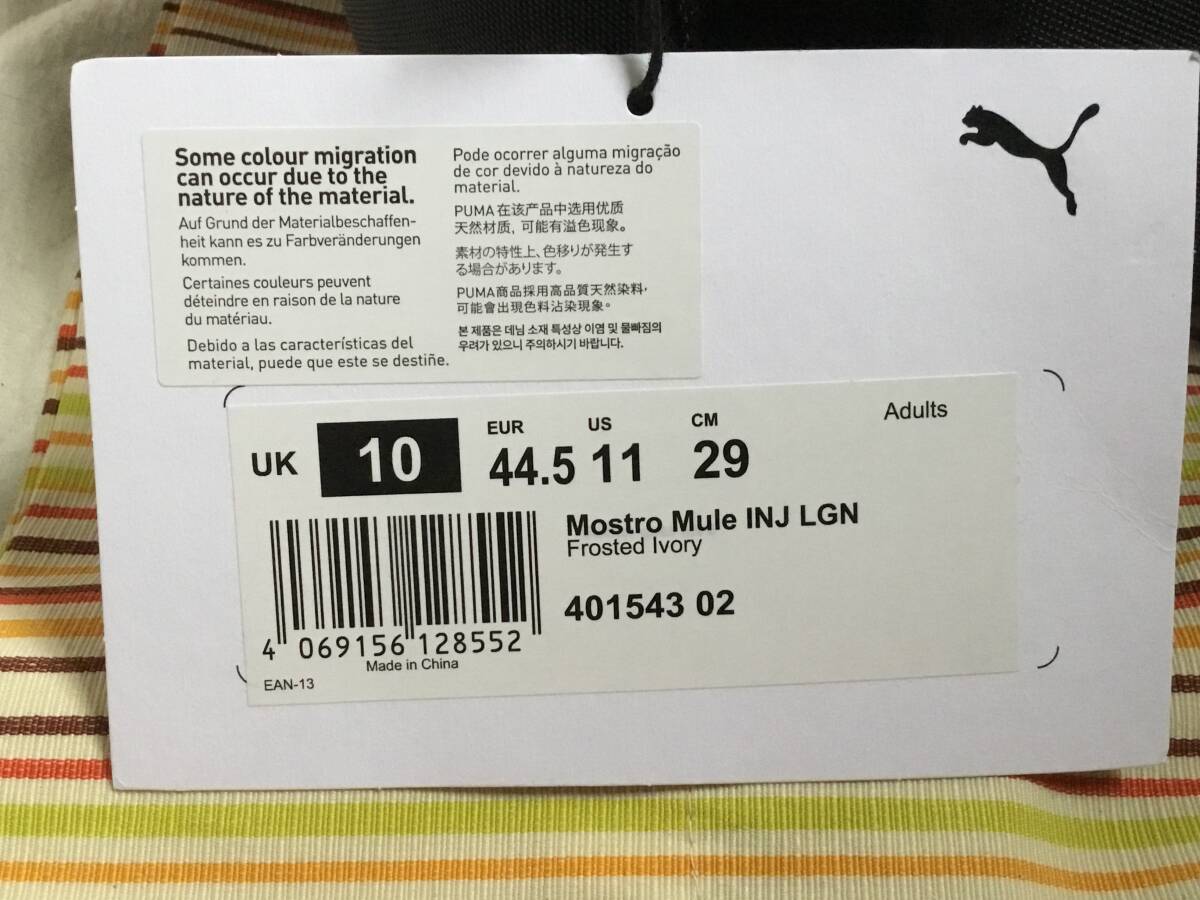 Some colour migration
can occur due to the
nature of the material.
Auf Grund der Materialbeschaffen-
heit kann es zu Farbveränderungen
kommen.
Certaines couleurs peuvent
déteindre en raison de la nature
du matériau.
Debido a las características del
material, puede que este se destiñe.
Pode ocorrer alguma migração
de cor devido à natureza do
material.
PUMA在该产品中选用优质
天然材质, 可能有溢色现象。
素材の特性上、色移りが発生す
る場合があります。
PUMA商品採用高品質天然染料,
可能會出現色料沾染現象。
본 제품은 데님 소재 특성상 이염 및 물빠짐의
우려가 있으니 주의하시기 바랍니다.
Adults
EUR US CM
UK 10 44.5 11 29
Mostro Mule INJ LGN
Frosted Ivory
401543 02
4 069156 128552
Made in China
EAN-13